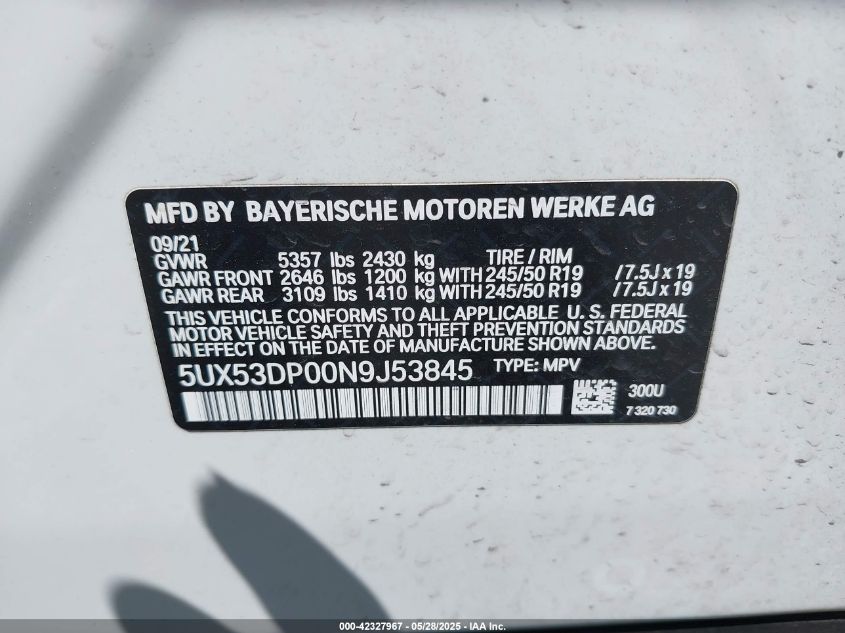 MFD BY BAYERISCHE MOTOREN WERKE AG
09/21
GVWR 5357 lbs 2430 kg TIRE / RIM
GAWR FRONT 2646 lbs 1200 kg WITH 245/50 R19 /7.5J x 19
GAWR REAR 3109 lbs 1410 kg WITH 245/50 R19 /7.5J x 19
THIS VEHICLE CONFORMS TO ALL APPLICABLE U. S. FEDERAL
MOTOR VEHICLE SAFETY AND THEFT PREVENTION STANDARDS
IN EFFECT ON THE DATE OF MANUFACTURE SHOWN ABOVE.
5UX53DP00N9J53845 TYPE: MPV
300U
7 320 730
000-42327967 - 05/28/2025 - IAA Inc.